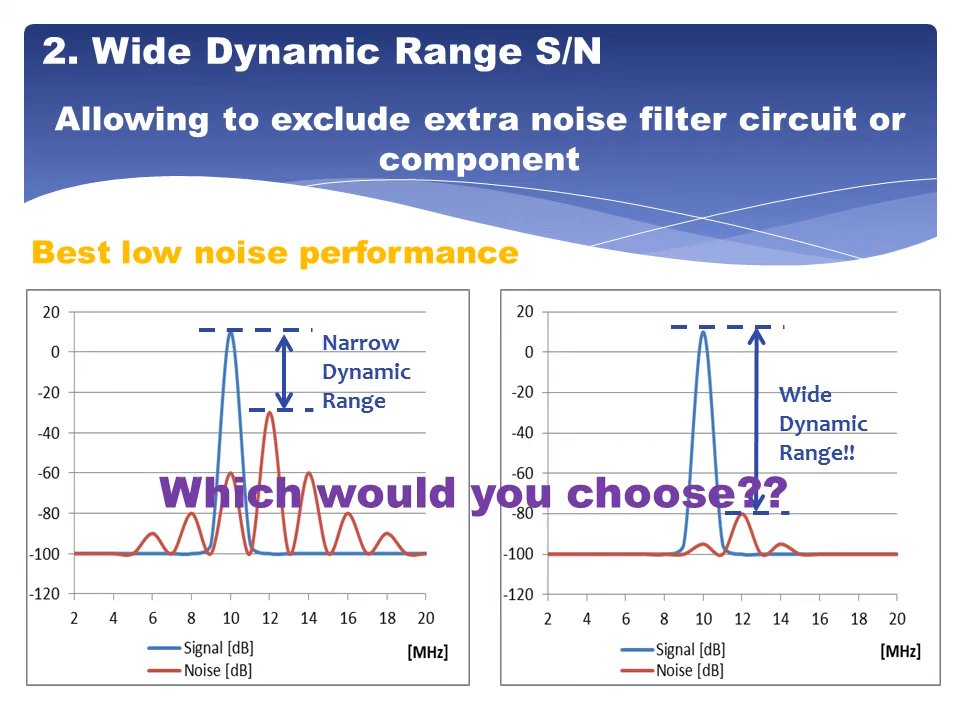 2. Wide Dynamic Range S/N
Allowing to exclude extra noise filter circuit or
component
Best low noise performance
20
0
-20
-40
-60
-80
-100
-120
2 4 6 8 10 12 14 16 18 20
Narrow
Dynamic
Range
Signal [dB]
Noise [dB]
[MHz]
20
0
-20
-40
-60
-80
-100
-120
2 4 6 8 10 12 14 16 18 20
Wide
Dynamic
Range!!
Signal [dB]
Noise [dB]
[MHz]
Which would you choose??